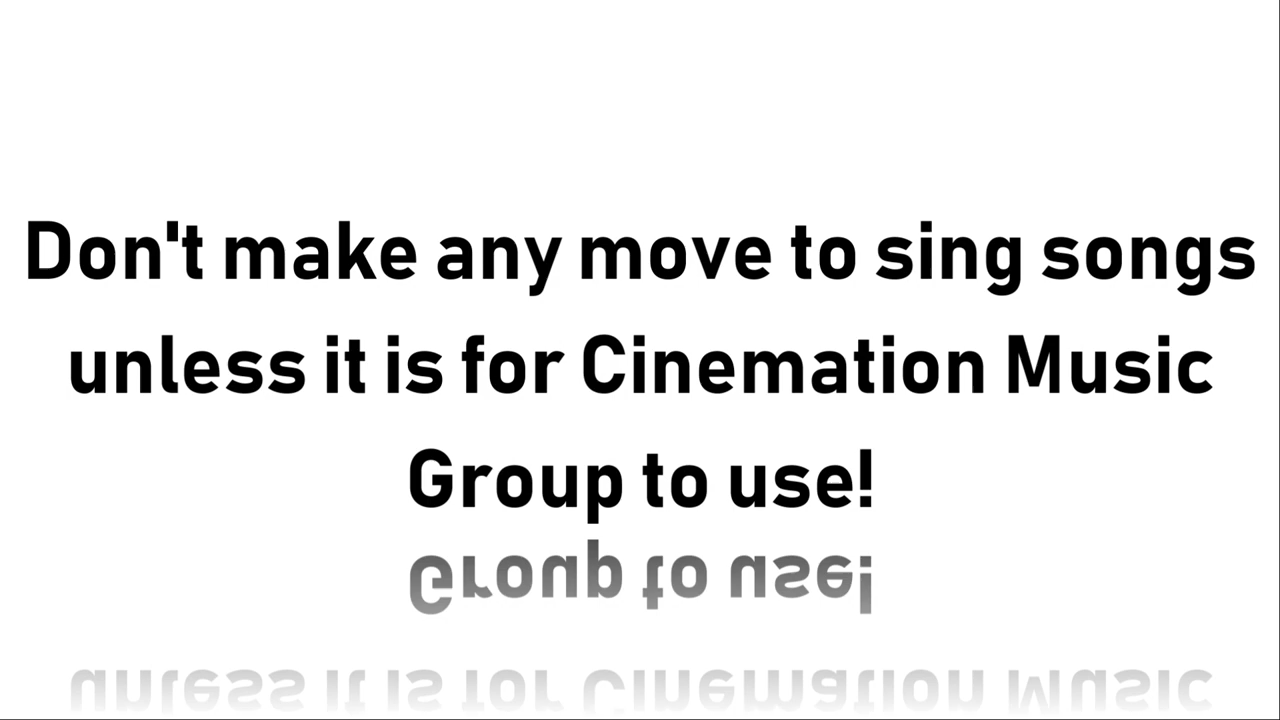 Don't make any move to sing songs
unless it is for Cinemation Music
Group to use!